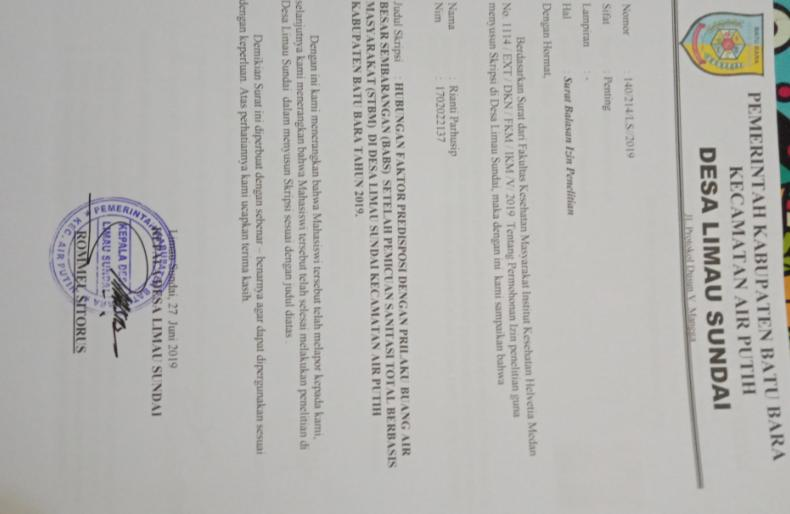 PEMERINTAH KABUPATEN BATU BARA
KECAMATAN AIR PUTIH
DESA LIMAU SUNDAI
Jl. Protokol Dusun V. Mangga
BATU BARA
Nomor : 140/214/LS/2019
Sifat : Penting
Lampiran : -
Hal : Surat Balasan Izin Penelitian
Dengan Hormat,
Berdasarkan Surat dari Fakultas Kesehatan Masyarakat Institut Kesehatan Helvetia Medan
No. 1114 / EXT / DKN / FKM / IKM /V/ 2019 Tentang Permohonan Izin penelitian guna
menyusun Skripsi di Desa Limau Sundai, maka dengan ini kami sampaikan bahwa
Nama : Rianti Parhusip
Nim : 1702022137
Judul Skripsi : HUBUNGAN FAKTOR PREDISPOSI DENGAN PRILAKU BUANG AIR
BESAR SEMBARANGAN (BABS) SETELAH PEMICUAN SANITASI TOTAL BERBASIS
MASYARAKAT (STBM) DI DESA LIMAU SUNDAI KECAMATAN AIR PUTIH
KABUPATEN BATU BARA TAHUN 2019.
Dengan ini kami menerangkan bahwa Mahasiswi tersebut telah melapor kepada kami,
selanjutnya kami menerangkan bahwa Mahasiswi tersebut telah selesai melakukan penelitian di
Desa Limau Sundai dalam menyusun Skripsi sesuai dengan judul diatas
Demikian Surat ini diperbuat dengan sebenar – benarnya agar dapat dipergunakan sesuai
dengan keperluan. Atas perhatiannya kami ucapkan terima kasih
Limau Sundai, 27 Juni 2019
KEPALA DESA LIMAU SUNDAI
KEPALA DESA
LIMAU SUNDAI
ROMMEL SITORUS